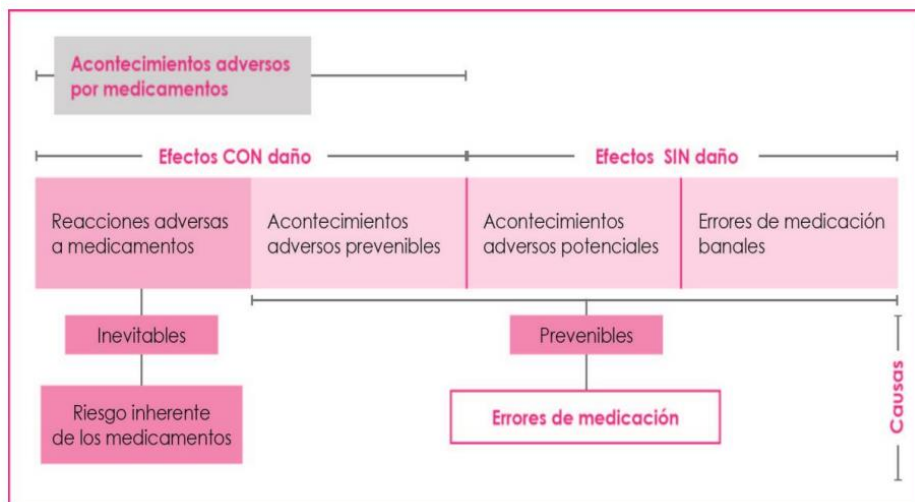 Acontecimientos adversos
por medicamentos
Efectos CON daño
Efectos SIN daño
Reacciones adversas
a medicamentos
Acontecimientos
adversos prevenibles
Acontecimientos
adversos potenciales
Errores de medicación
banales
Inevitables
Prevenibles
Riesgo inherente
de los medicamentos
Errores de medicación
Causas